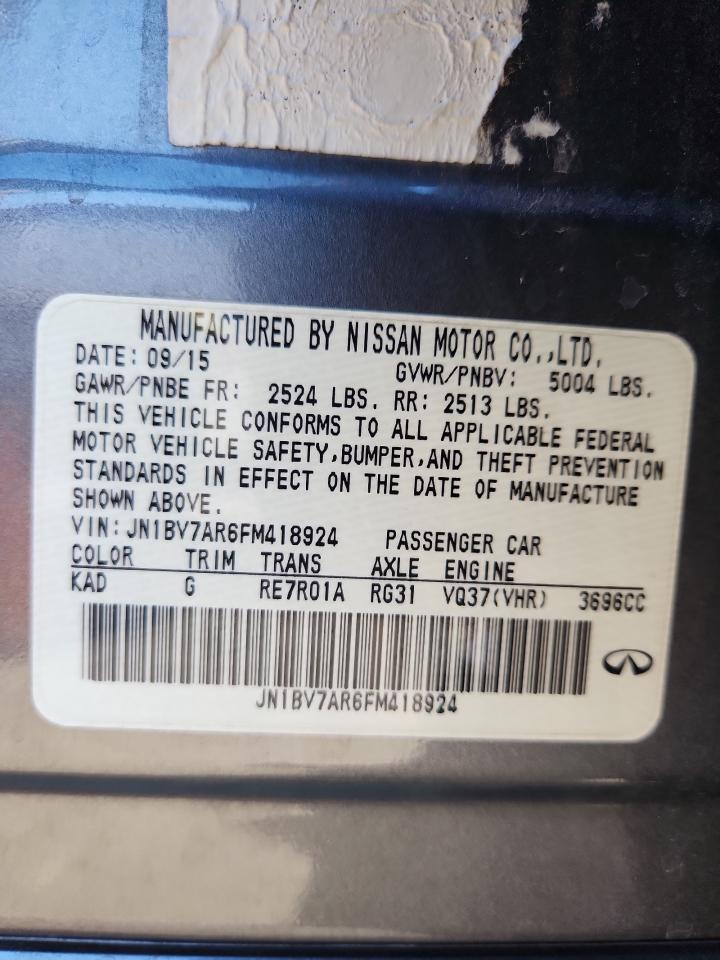 MANUFACTURED BY NISSAN MOTOR CO.,LTD.
DATE: 09/15 GVWR/PNBV: 5004 LBS.
GAWR/PNBE FR: 2524 LBS. RR: 2513 LBS.
THIS VEHICLE CONFORMS TO ALL APPLICABLE FEDERAL
MOTOR VEHICLE SAFETY,BUMPER,AND THEFT PREVENTION
STANDARDS IN EFFECT ON THE DATE OF MANUFACTURE
SHOWN ABOVE.
VIN:JN1BV7AR6FM418924 PASSENGER CAR
COLOR TRIM TRANS AXLE ENGINE
KAD G RE7R01A RG31 VQ37(VHR) 3696CC
JN1BV7AR6FM418924